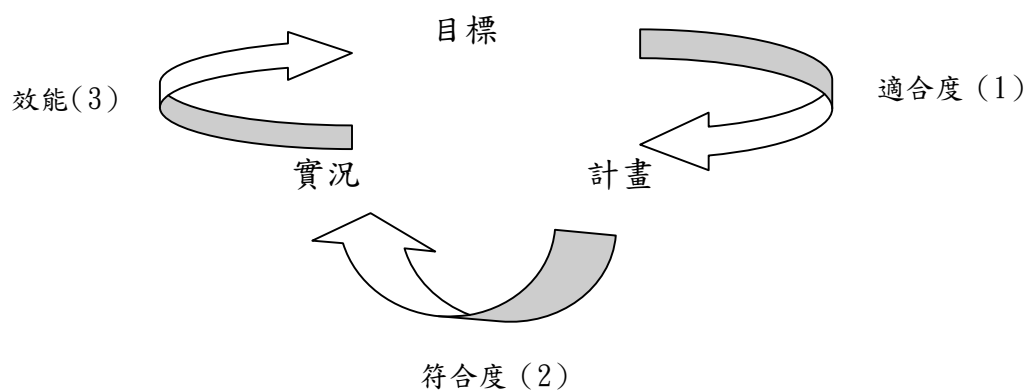 目標
效能(3)
適合度 (1)
實況
計畫
符合度 (2)